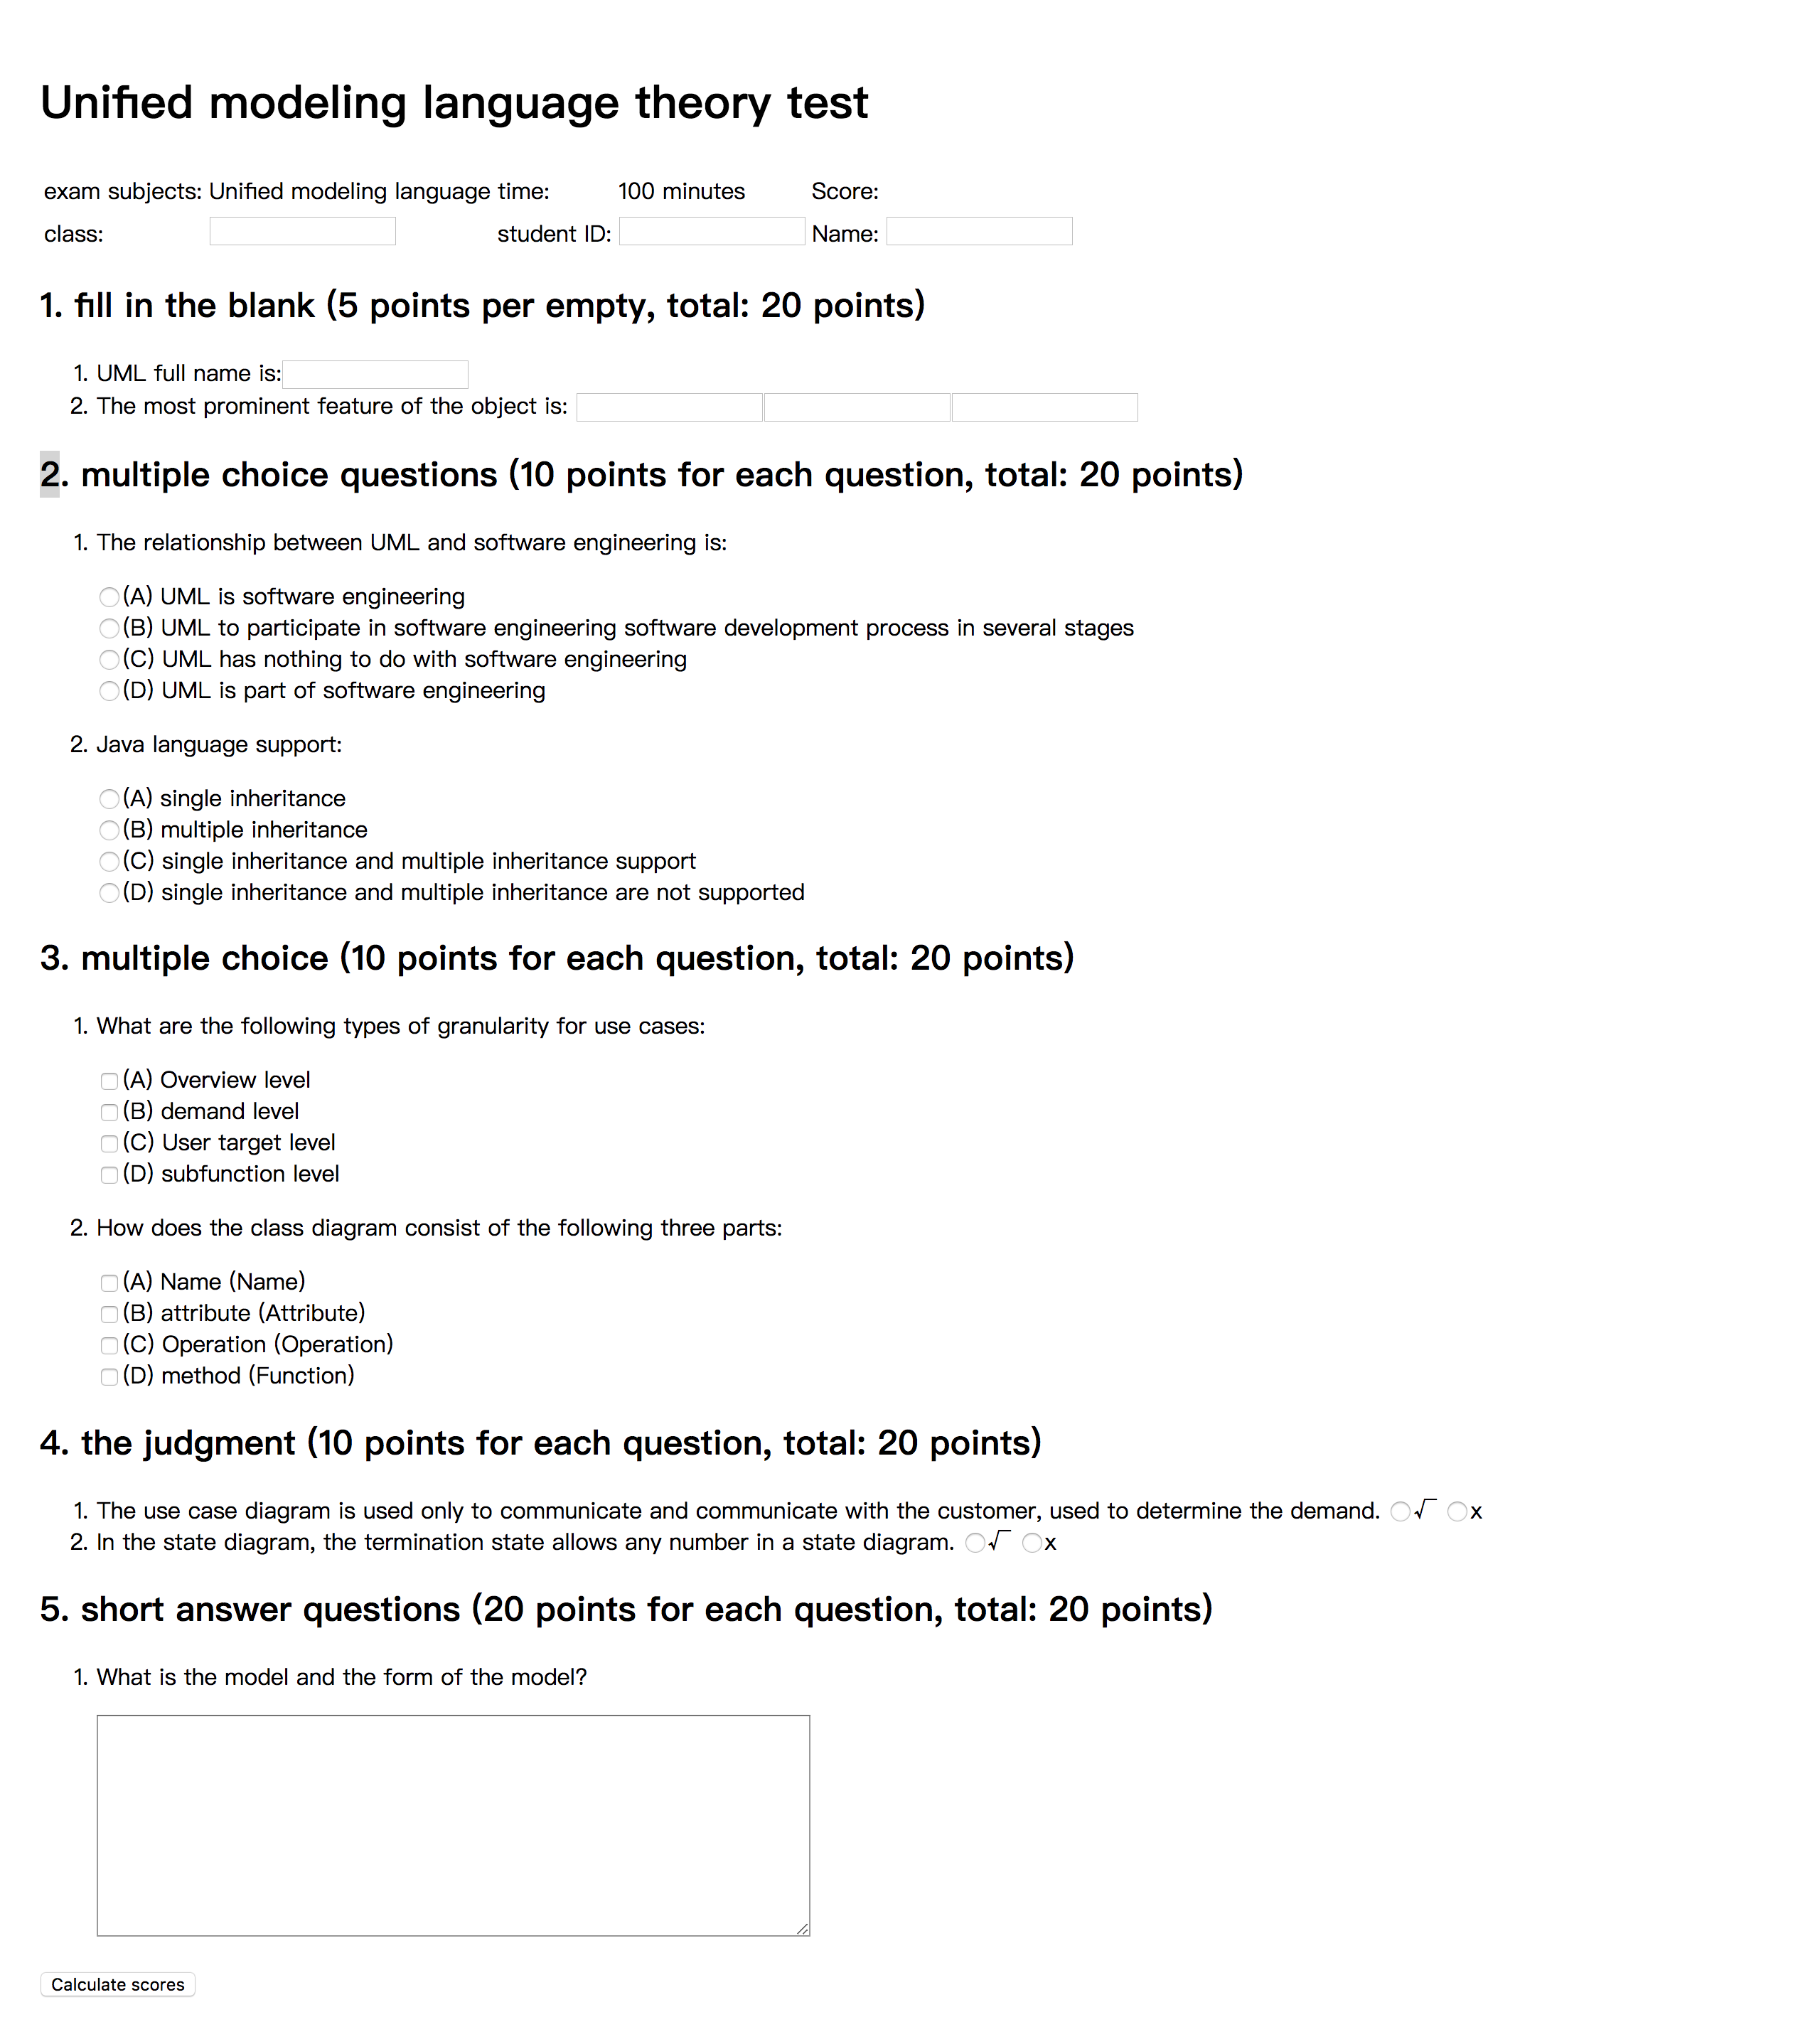 Unified modeling language theory test
exam subjects: Unified modeling language time: 100 minutes Score:
class: student ID: Name:
1. fill in the blank (5 points per empty, total: 20 points)
1. UML full name is:
2. The most prominent feature of the object is:
2. multiple choice questions (10 points for each question, total: 20 points)
1. The relationship between UML and software engineering is:
(A) UML is software engineering
(B) UML to participate in software engineering software development process in several stages
(C) UML has nothing to do with software engineering
(D) UML is part of software engineering
2. Java language support:
(A) single inheritance
(B) multiple inheritance
(C) single inheritance and multiple inheritance support
(D) single inheritance and multiple inheritance are not supported
3. multiple choice (10 points for each question, total: 20 points)
1. What are the following types of granularity for use cases:
(A) Overview level
(B) demand level
(C) User target level
(D) subfunction level
2. How does the class diagram consist of the following three parts:
(A) Name (Name)
(B) attribute (Attribute)
(C) Operation (Operation)
(D) method (Function)
4. the judgment (10 points for each question, total: 20 points)
1. The use case diagram is used only to communicate and communicate with the customer, used to determine the demand. √ x
2. In the state diagram, the termination state allows any number in a state diagram. √ x
5. short answer questions (20 points for each question, total: 20 points)
1. What is the model and the form of the model?
Calculate scores